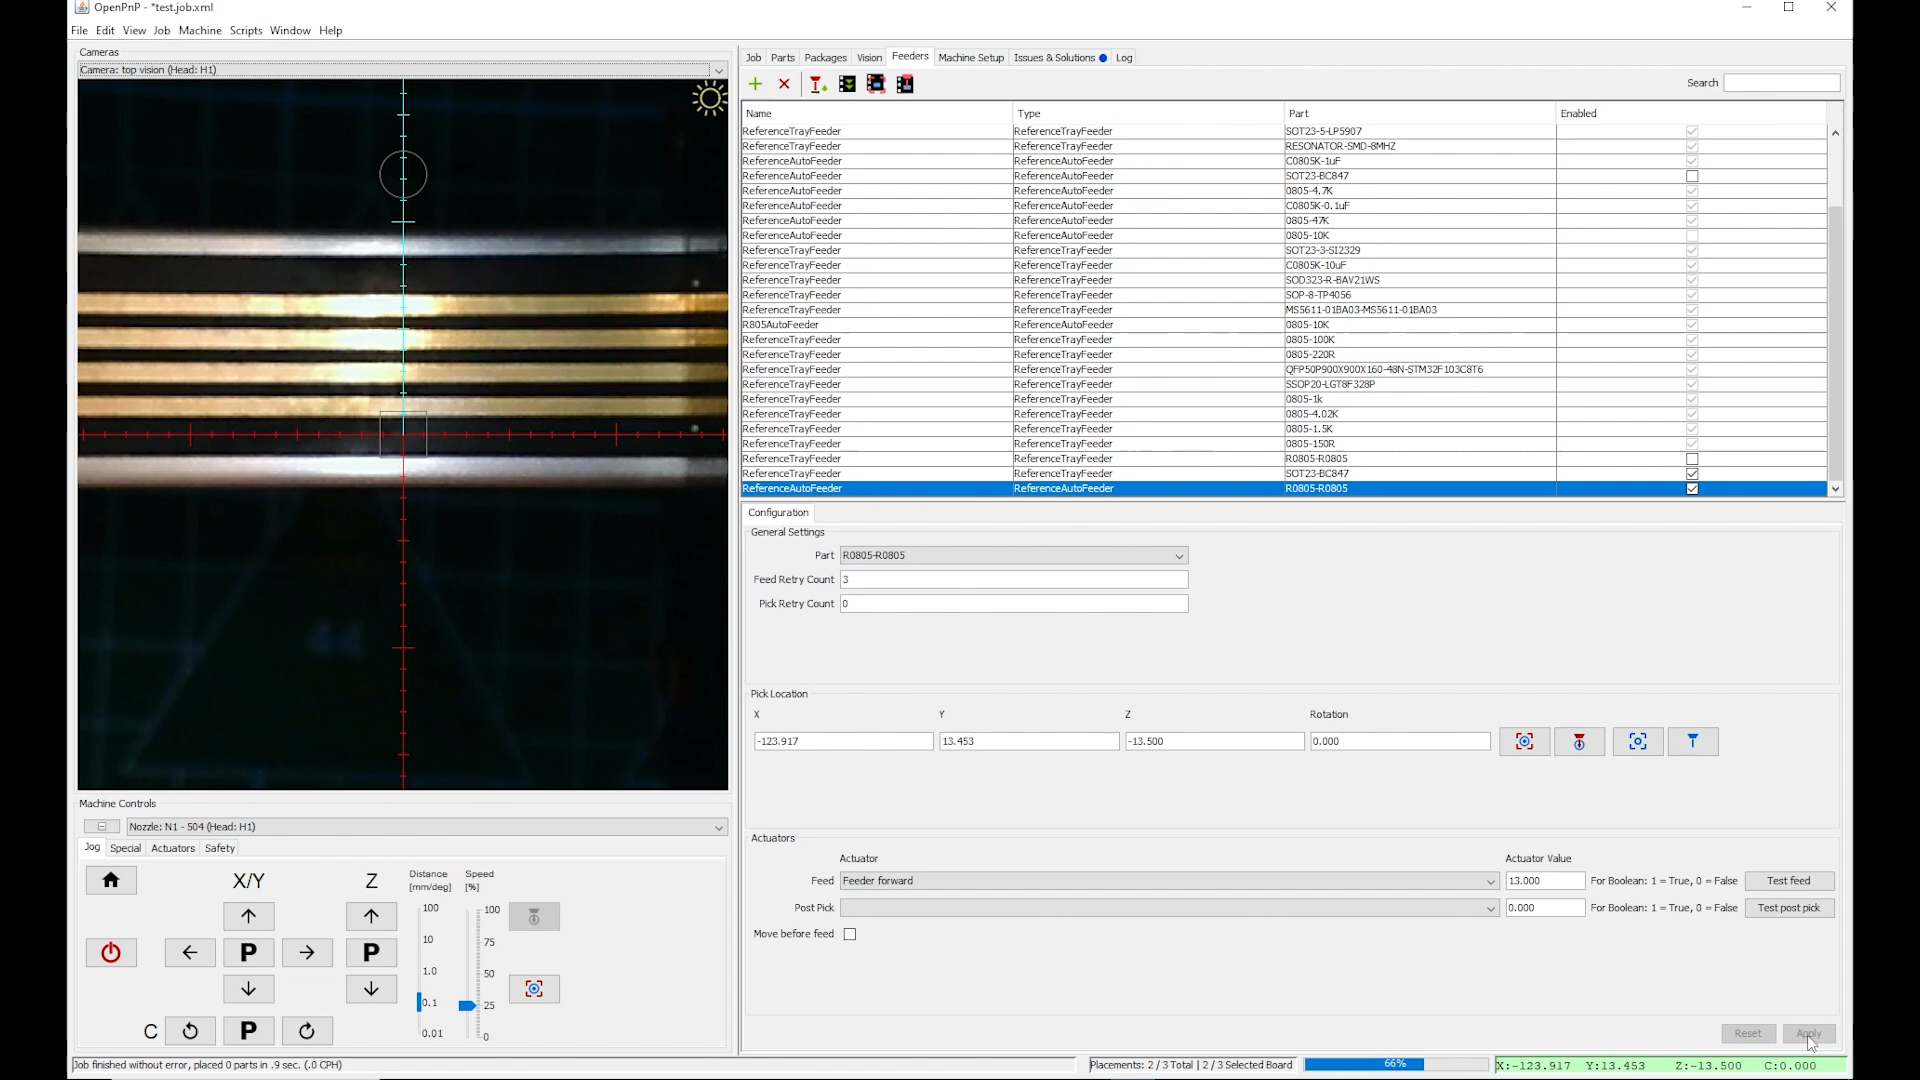 OpenPnP - *test.job.xml
File Edit View Job Machine Scripts Window Help
Cameras
Camera: top vision (Head: H1)
Job Parts Packages Vision Feeders Machine Setup Issues & Solutions Log
Search
Name Type Part Enabled
ReferenceTrayFeeder ReferenceTrayFeeder SOT23-5-LP5907
ReferenceTrayFeeder ReferenceTrayFeeder RESONATOR-SMD-8MHZ
ReferenceAutoFeeder ReferenceAutoFeeder C0805K-1uF
ReferenceAutoFeeder ReferenceAutoFeeder SOT23-BC847
ReferenceAutoFeeder ReferenceAutoFeeder 0805-4.7K
ReferenceAutoFeeder ReferenceAutoFeeder C0805K-0.1uF
ReferenceAutoFeeder ReferenceAutoFeeder 0805-47K
ReferenceAutoFeeder ReferenceAutoFeeder 0805-10K
ReferenceTrayFeeder ReferenceTrayFeeder SOT23-3-SI2329
ReferenceTrayFeeder ReferenceTrayFeeder C0805K-10uF
ReferenceTrayFeeder ReferenceTrayFeeder SOD323-R-BAV21WS
ReferenceTrayFeeder ReferenceTrayFeeder SOP-8-TP4056
ReferenceTrayFeeder ReferenceTrayFeeder MS5611-01BA03-MS5611-01BA03
R805AutoFeeder ReferenceAutoFeeder 0805-10K
ReferenceTrayFeeder ReferenceTrayFeeder 0805-100K
ReferenceTrayFeeder ReferenceTrayFeeder 0805-220R
ReferenceTrayFeeder ReferenceTrayFeeder QFP50P900X900X160-48N-STM32F103C8T6
ReferenceTrayFeeder ReferenceTrayFeeder SSOP20-LGT8F328P
ReferenceTrayFeeder ReferenceTrayFeeder 0805-1k
ReferenceTrayFeeder ReferenceTrayFeeder 0805-4.02K
ReferenceTrayFeeder ReferenceTrayFeeder 0805-1.5K
ReferenceTrayFeeder ReferenceTrayFeeder 0805-150R
ReferenceTrayFeeder ReferenceTrayFeeder R0805-R0805
ReferenceTrayFeeder ReferenceTrayFeeder SOT23-BC847
ReferenceAutoFeeder ReferenceAutoFeeder R0805-R0805
Configuration
General Settings
Part R0805-R0805
Feed Retry Count 3
Pick Retry Count 0
Pick Location
X Y Z Rotation
-123.917 13.453 -13.500 0.000
Actuators
Actuator Actuator Value
Feed Feeder forward 13.000 For Boolean: 1 = True, 0 = False Test feed
Post Pick 0.000 For Boolean: 1 = True, 0 = False Test post pick
Move before feed
Reset Apply
Machine Controls
Nozzle: N1 - 504 (Head: H1)
Jog Special Actuators Safety
X/Y Z Distance [mm/deg] Speed [%]
100 100
10 75
P P
1.0 50
0.1 25
0.01 0
C P
Job finished without error, placed 0 parts in .9 sec. (.0 CPH)
Placements: 2 / 3 Total | 2 / 3 Selected Board
66%
X:-123.917 Y:13.453 Z:-13.500 C:0.000